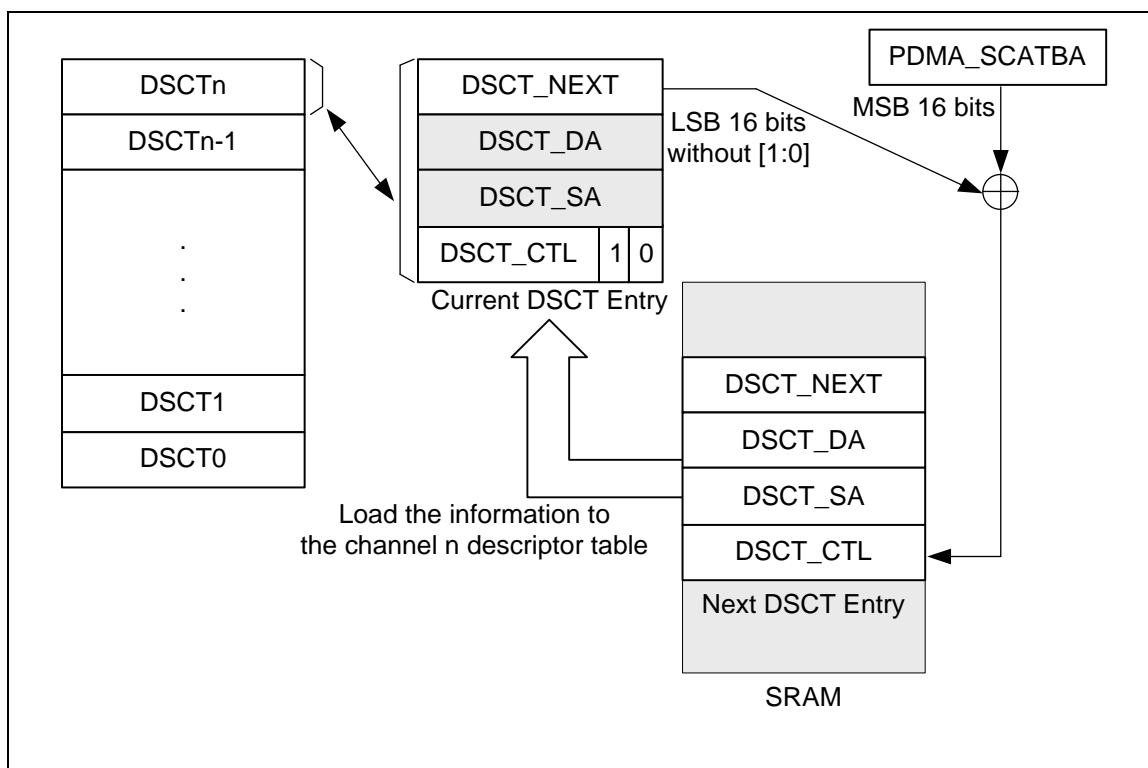 DSCTn
DSCTn-1
.
.
.
DSCT1
DSCT0
DSCT_NEXT
DSCT_DA
DSCT_SA
DSCT_CTL 1 0
Current DSCT Entry
LSB 16 bits
without [1:0]
PDMA_SCATBA
MSB 16 bits
Load the information to
the channel n descriptor table
DSCT_NEXT
DSCT_DA
DSCT_SA
DSCT_CTL
Next DSCT Entry
SRAM